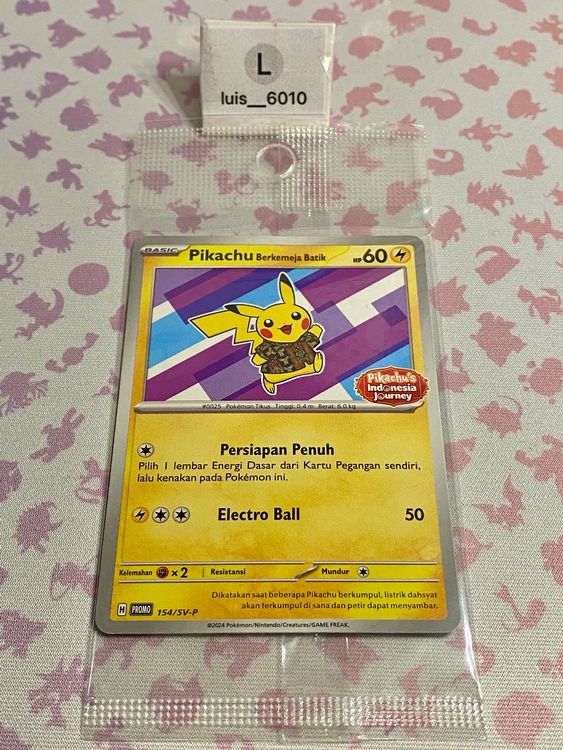 L
luis__6010
BASIC
Pikachu Berkemeja Batik HP 60
Pikachu's
Indonesia
Journey
#0025 Pokémon Tikus Tinggi: 0,4 m Berat: 6,0 kg
Persiapan Penuh
Pilih 1 lembar Energi Dasar dari Kartu Pegangan sendiri,
lalu kenakan pada Pokémon ini.
Electro Ball 50
Kelemahan ×2 Resistansi Mundur
Dikatakan saat beberapa Pikachu berkumpul, listrik dahsyat
akan terkumpul di sana dan petir dapat menyambar.
H PROMO 154/SV-P
©2024 Pokémon/Nintendo/Creatures/GAME FREAK.